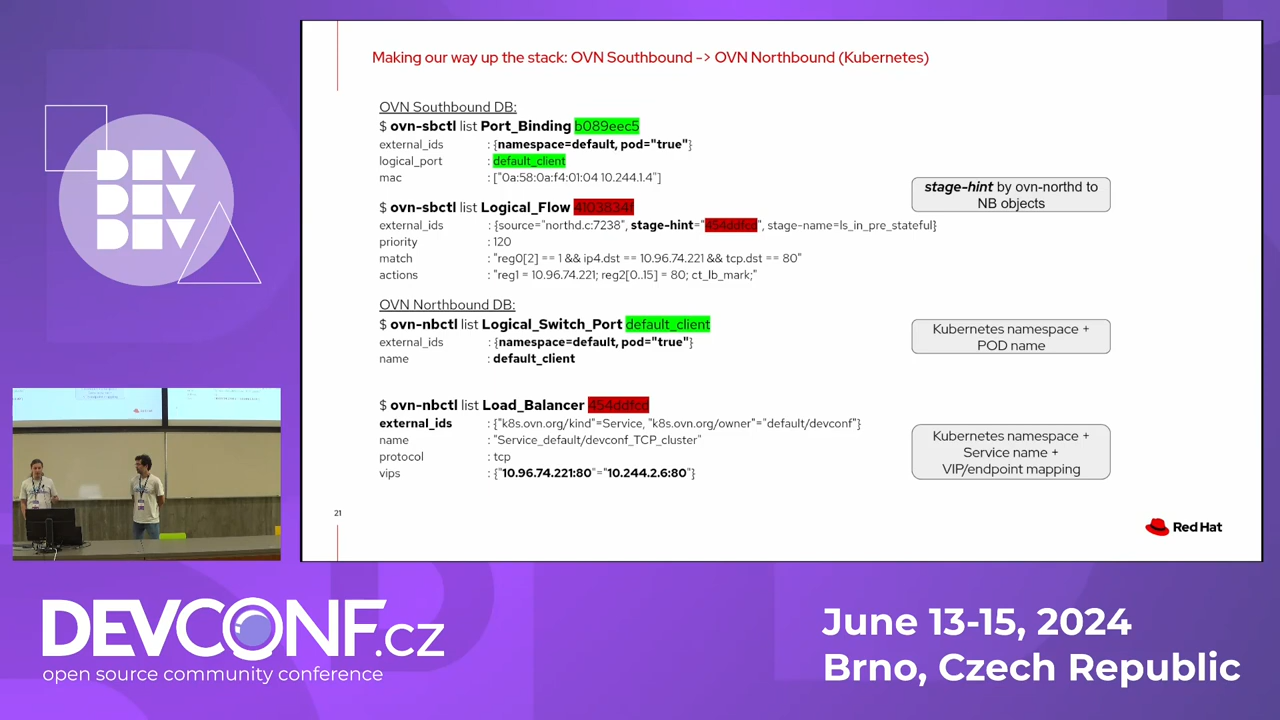 DEV
DEV
DEV
Making our way up the stack: OVN Southbound -> OVN Northbound (Kubernetes)
OVN Southbound DB:
$ ovn-sbctl list Port_Binding b089eec5
external_ids : {namespace=default, pod="true"}
logical_port : default_client
mac : ["0a:58:0a:f4:01:04 10.244.1.4"]
$ ovn-sbctl list Logical_Flow 4103834f
external_ids : {source="northd.c:7238", stage-hint="454ddfcd", stage-name=ls_in_pre_stateful}
priority : 120
match : "reg0[2] == 1 && ip4.dst == 10.96.74.221 && tcp.dst == 80"
actions : "reg1 = 10.96.74.221; reg2[0..15] = 80; ct_lb_mark;"
stage-hint by ovn-northd to
NB objects
OVN Northbound DB:
$ ovn-nbctl list Logical_Switch_Port default_client
external_ids : {namespace=default, pod="true"}
name : default_client
Kubernetes namespace +
POD name
$ ovn-nbctl list Load_Balancer 454ddfcd
external_ids : {"k8s.ovn.org/kind"=Service, "k8s.ovn.org/owner"="default/devconf"}
name : "Service_default/devconf_TCP_cluster"
protocol : tcp
vips : {"10.96.74.221:80"="10.244.2.6:80"}
Kubernetes namespace +
Service name +
VIP/endpoint mapping
21
Red Hat
DEVCONF.cz
open source community conference
June 13-15, 2024
Brno, Czech Republic